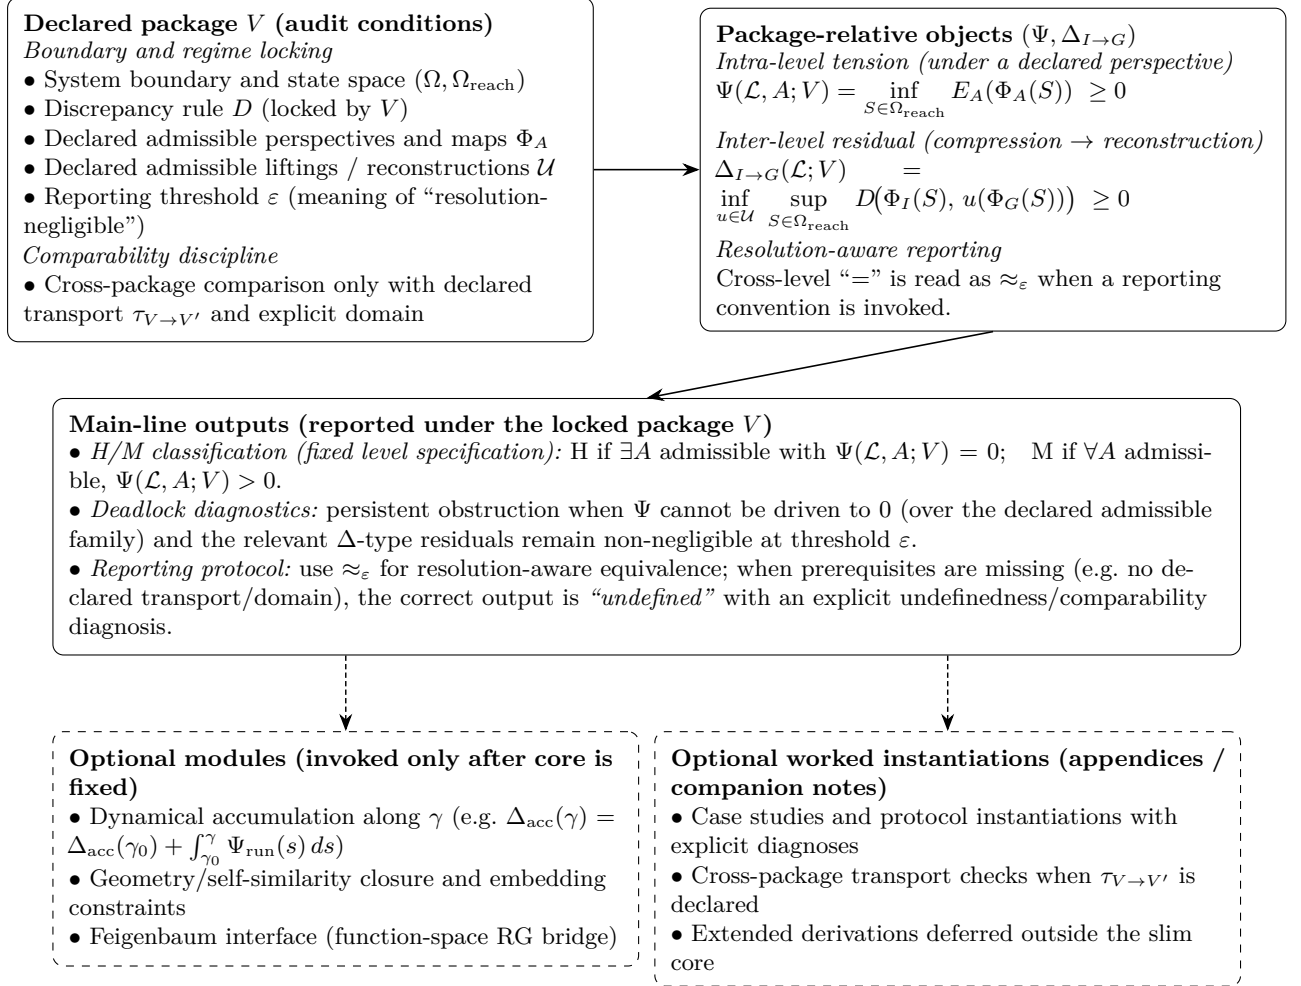 Declared package V (audit conditions)
Boundary and regime locking
• System boundary and state space (Ω, Ω_reach)
• Discrepancy rule D (locked by V)
• Declared admissible perspectives and maps Φ_A
• Declared admissible liftings / reconstructions 𝒰
• Reporting threshold ε (meaning of “resolution-
negligible”)
Comparability discipline
• Cross-package comparison only with declared
transport τ_{V→V′} and explicit domain
Package-relative objects (Ψ, Δ_{I→G})
Intra-level tension (under a declared perspective)
Ψ(ℒ, A; V) = inf_{S∈Ω_reach} E_A(Φ_A(S)) ≥ 0
Inter-level residual (compression → reconstruction)
Δ_{I→G}(ℒ; V) =
inf_{u∈𝒰} sup_{S∈Ω_reach} D(Φ_I(S), u(Φ_G(S))) ≥ 0
Resolution-aware reporting
Cross-level “=” is read as ≈_ε when a reporting
convention is invoked.
Main-line outputs (reported under the locked package V)
• H/M classification (fixed level specification): H if ∃A admissible with Ψ(ℒ, A; V) = 0; M if ∀A admissi-
ble, Ψ(ℒ, A; V) > 0.
• Deadlock diagnostics: persistent obstruction when Ψ cannot be driven to 0 (over the declared admissible
family) and the relevant Δ-type residuals remain non-negligible at threshold ε.
• Reporting protocol: use ≈_ε for resolution-aware equivalence; when prerequisites are missing (e.g. no de-
clared transport/domain), the correct output is “undefined” with an explicit undefinedness/comparability
diagnosis.
Optional modules (invoked only after core is
fixed)
• Dynamical accumulation along γ (e.g. Δ_acc(γ) =
Δ_acc(γ₀) + ∫_{γ₀}^{γ} Ψ_run(s) ds)
• Geometry/self-similarity closure and embedding
constraints
• Feigenbaum interface (function-space RG bridge)
Optional worked instantiations (appendices /
companion notes)
• Case studies and protocol instantiations with
explicit diagnoses
• Cross-package transport checks when τ_{V→V′} is
declared
• Extended derivations deferred outside the slim
core